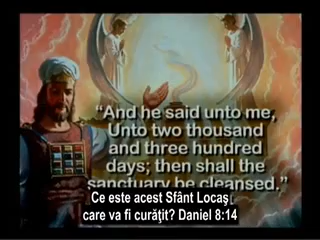 “And he said unto me,
Unto two thousand
and three hundred
days; then shall the
sanctuary be cleansed.”
Ce este acest Sfânt Locaş
care va fi curăţit? Daniel 8:14